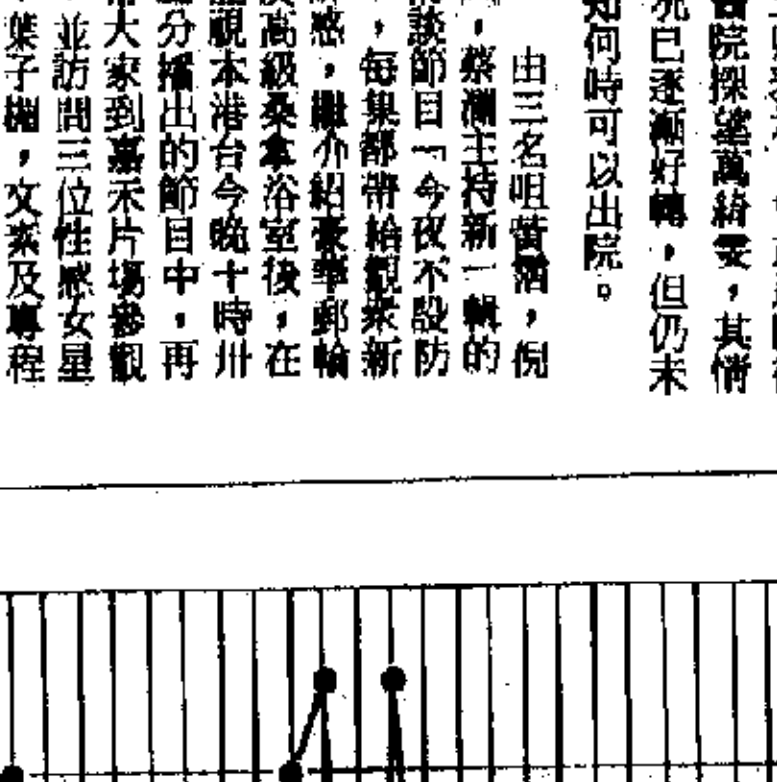 醫院探望萬綺雯，其情
況已逐漸好轉，但仍未
知何時可以出院。
由三名咀當酒，倪
，蔡瀾主持新一輯的
談節目「今夜不設防
，每集都帶給觀眾新
感，繼介紹豪華郵輪
高級桑拿浴室後，在
視本港台今晚十時卅
分播出的節目中，再
帶大家到嘉禾片場參觀
，並訪問三位性感女星
葉子楣，文素及專程